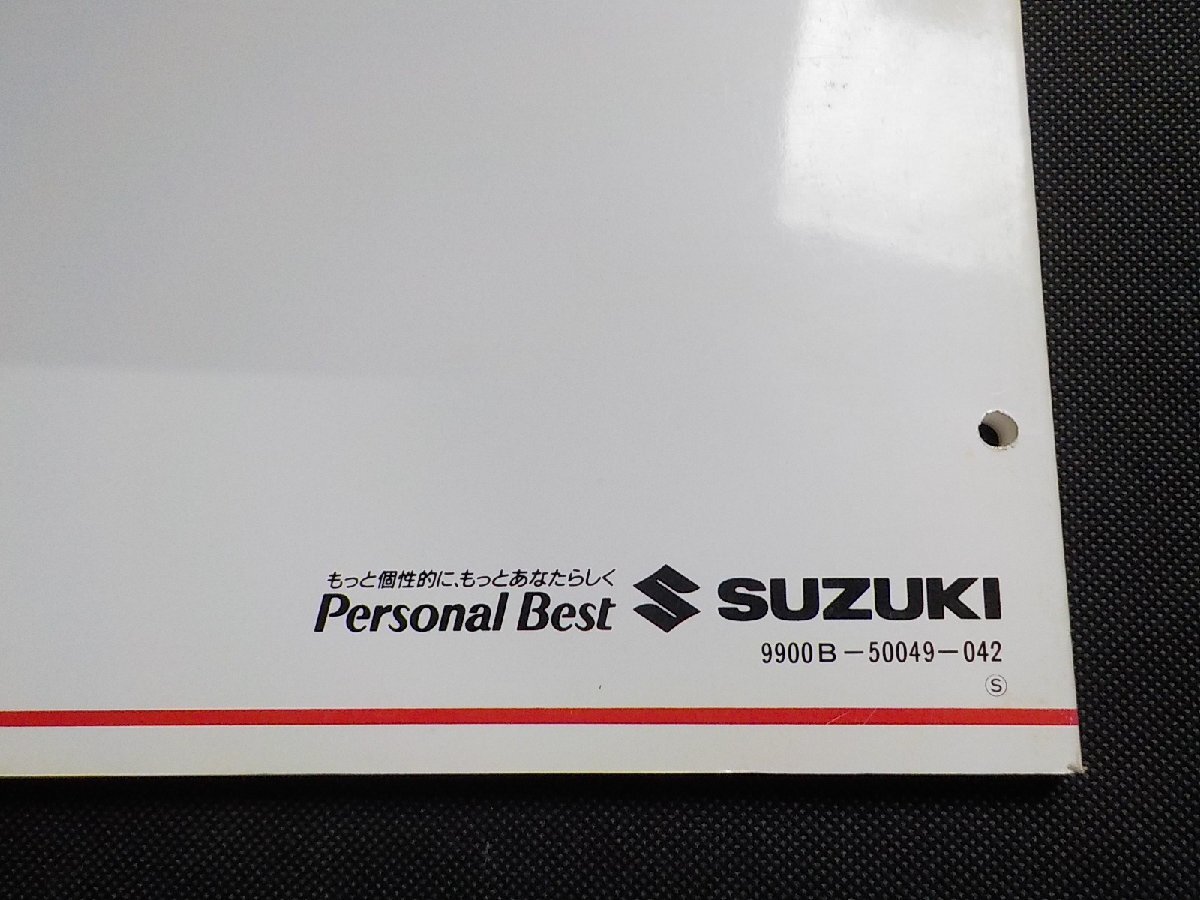 もっと個性的に、もっとあなたらしく
Personal Best
SUZUKI
9900B-50049-042
Ⓢ